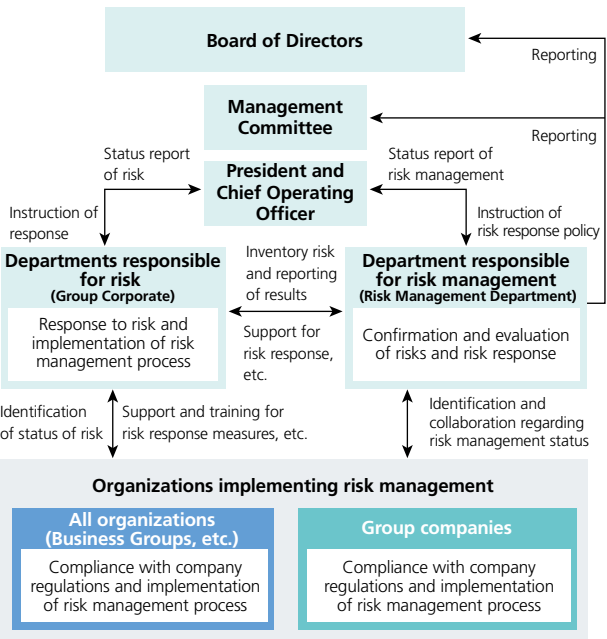 Board of Directors
Reporting
Management
Committee
Reporting
Status report
of risk
President and
Chief Operating
Officer
Status report of
risk management
Instruction of
response
Instruction of
risk response policy
Departments responsible
for risk
(Group Corporate)
Response to risk and
implementation of risk
management process
Inventory risk
and reporting
of results
Support for
risk response,
etc.
Department responsible
for risk management
(Risk Management Department)
Confirmation and evaluation
of risks and risk response
Identification
of status of risk
Support and training for
risk response measures, etc.
Identification and
collaboration regarding
risk management status
Organizations implementing risk management
All organizations
(Business Groups, etc.)
Compliance with company
regulations and implementation
of risk management process
Group companies
Compliance with company
regulations and implementation
of risk management process